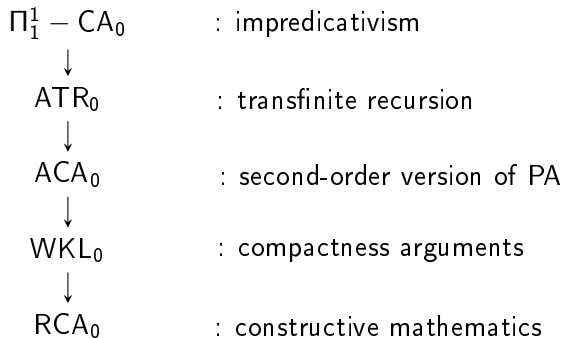 Π¹₁ − CA₀ : impredicativism
ATR₀ : transfinite recursion
ACA₀ : second-order version of PA
WKL₀ : compactness arguments
RCA₀ : constructive mathematics